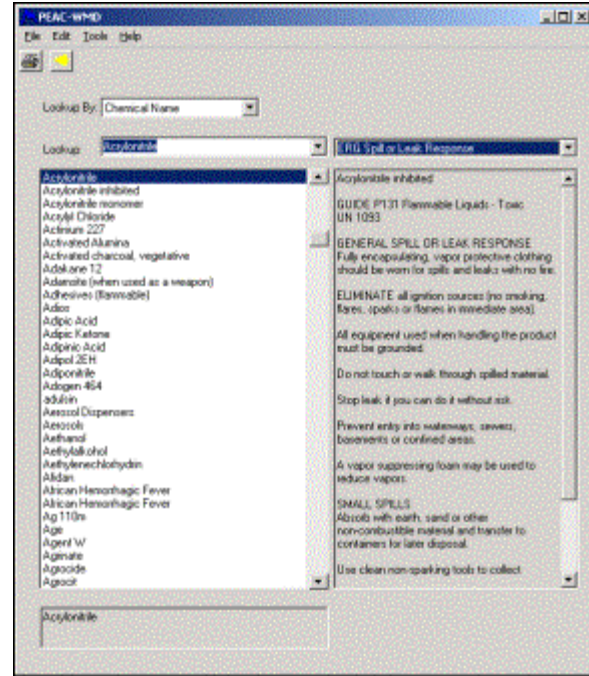 PEAC-WMD
File Edit Tools Help
Lookup By: Chemical Name
Lookup: Acrylonitrile
ERG Spill or Leak Response
Acrylonitrile
Acrylonitrile inhibited
Acrylonitrile monomer
Acrylyl Chloride
Actinium 227
Activated Alumina
Activated charcoal, vegetative
Adakane 12
Adamsite (when used as a weapon)
Adhesives (flammable)
Adios
Adipic Acid
Adipic Ketone
Adipinic Acid
Adipol 2EH
Adiponitrile
Adogen 464
adulsin
Aerosol Dispensers
Aerosols
Aethanol
Aethylalkohol
Aethylenechlorhydrin
Afidan
African Hemorrhagic Fever
African Hemorrhagic Fever
Ag 110m
Age
Agent W
Aginate
Agrocide
Agrocit
Acrylonitrile inhibited
GUIDE P131 Flammable Liquids - Toxic
UN 1093
GENERAL SPILL OR LEAK RESPONSE
Fully encapsulating, vapor protective clothing
should be worn for spills and leaks with no fire.
ELIMINATE all ignition sources (no smoking,
flares, sparks or flames in immediate area).
All equipment used when handling the product
must be grounded.
Do not touch or walk through spilled material.
Stop leak if you can do it without risk.
Prevent entry into waterways, sewers,
basements or confined areas.
A vapor suppressing foam may be used to
reduce vapors.
SMALL SPILLS
Absorb with earth, sand or other
non-combustible material and transfer to
containers for later disposal.
Use clean non-sparking tools to collect
Acrylonitrile